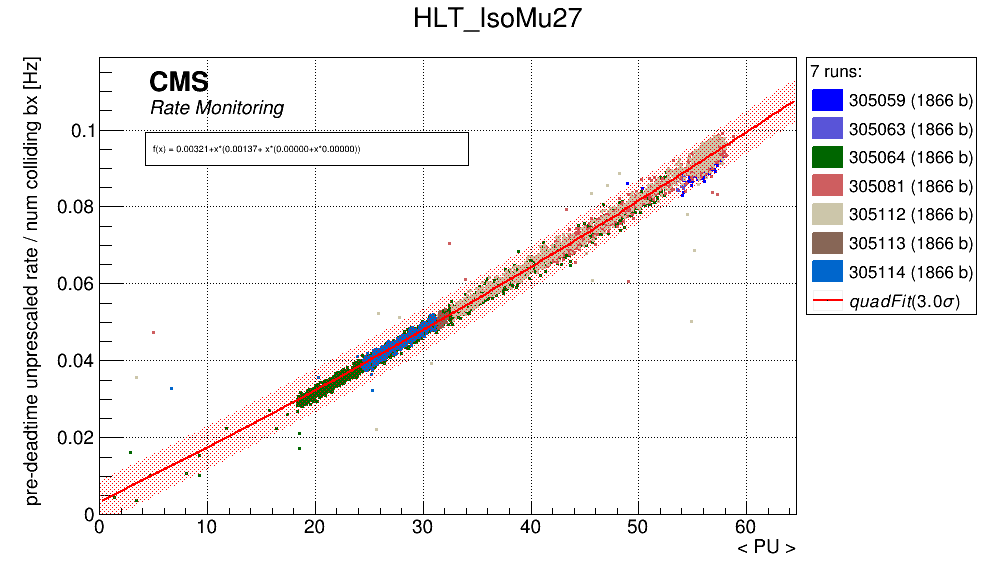 HLT_IsoMu27
pre-deadtime unprescaled rate / num colliding bx [Hz]
CMS
Rate Monitoring
f(x) = 0.00321+x*(0.00137+ x*(0.00000+x*0.00000))
0.1
0.08
0.06
0.04
0.02
0
0 10 20 30 40 50 60
< PU >
7 runs:
305059 (1866 b)
305063 (1866 b)
305064 (1866 b)
305081 (1866 b)
305112 (1866 b)
305113 (1866 b)
305114 (1866 b)
quadFit(3.0σ)